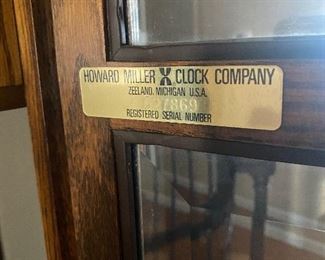 HOWARD MILLER CLOCK COMPANY
ZEELAND, MICHIGAN U.S.A.
REGISTERED SERIAL NUMBER